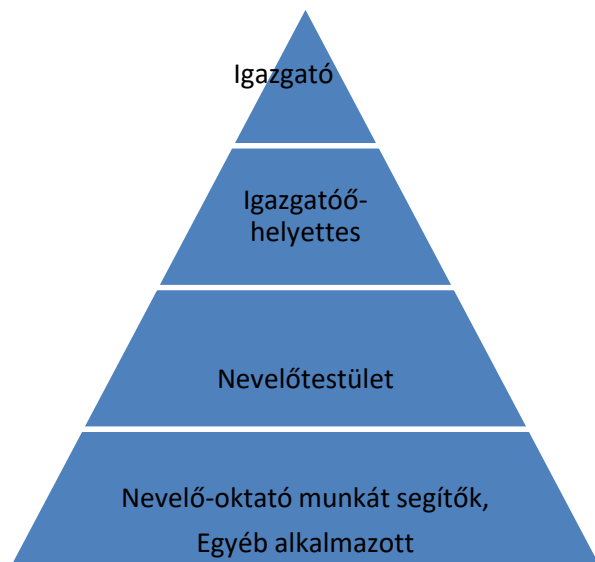 Igazgató
Igazgatóő-
helyettes
Nevelőtestület
Nevelő-oktató munkát segítők,
Egyéb alkalmazott